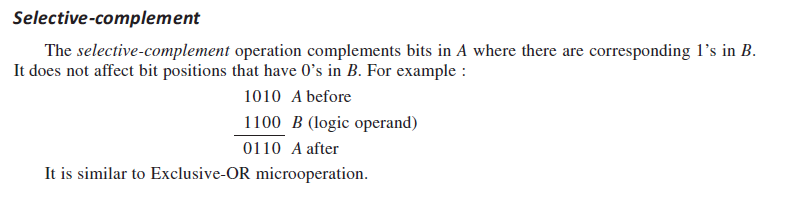 Selective-complement
The selective-complement operation complements bits in A where there are corresponding 1's in B.
It does not affect bit positions that have 0's in B. For example :
1010 A before
1100 B (logic operand)
0110 A after
It is similar to Exclusive-OR microoperation.